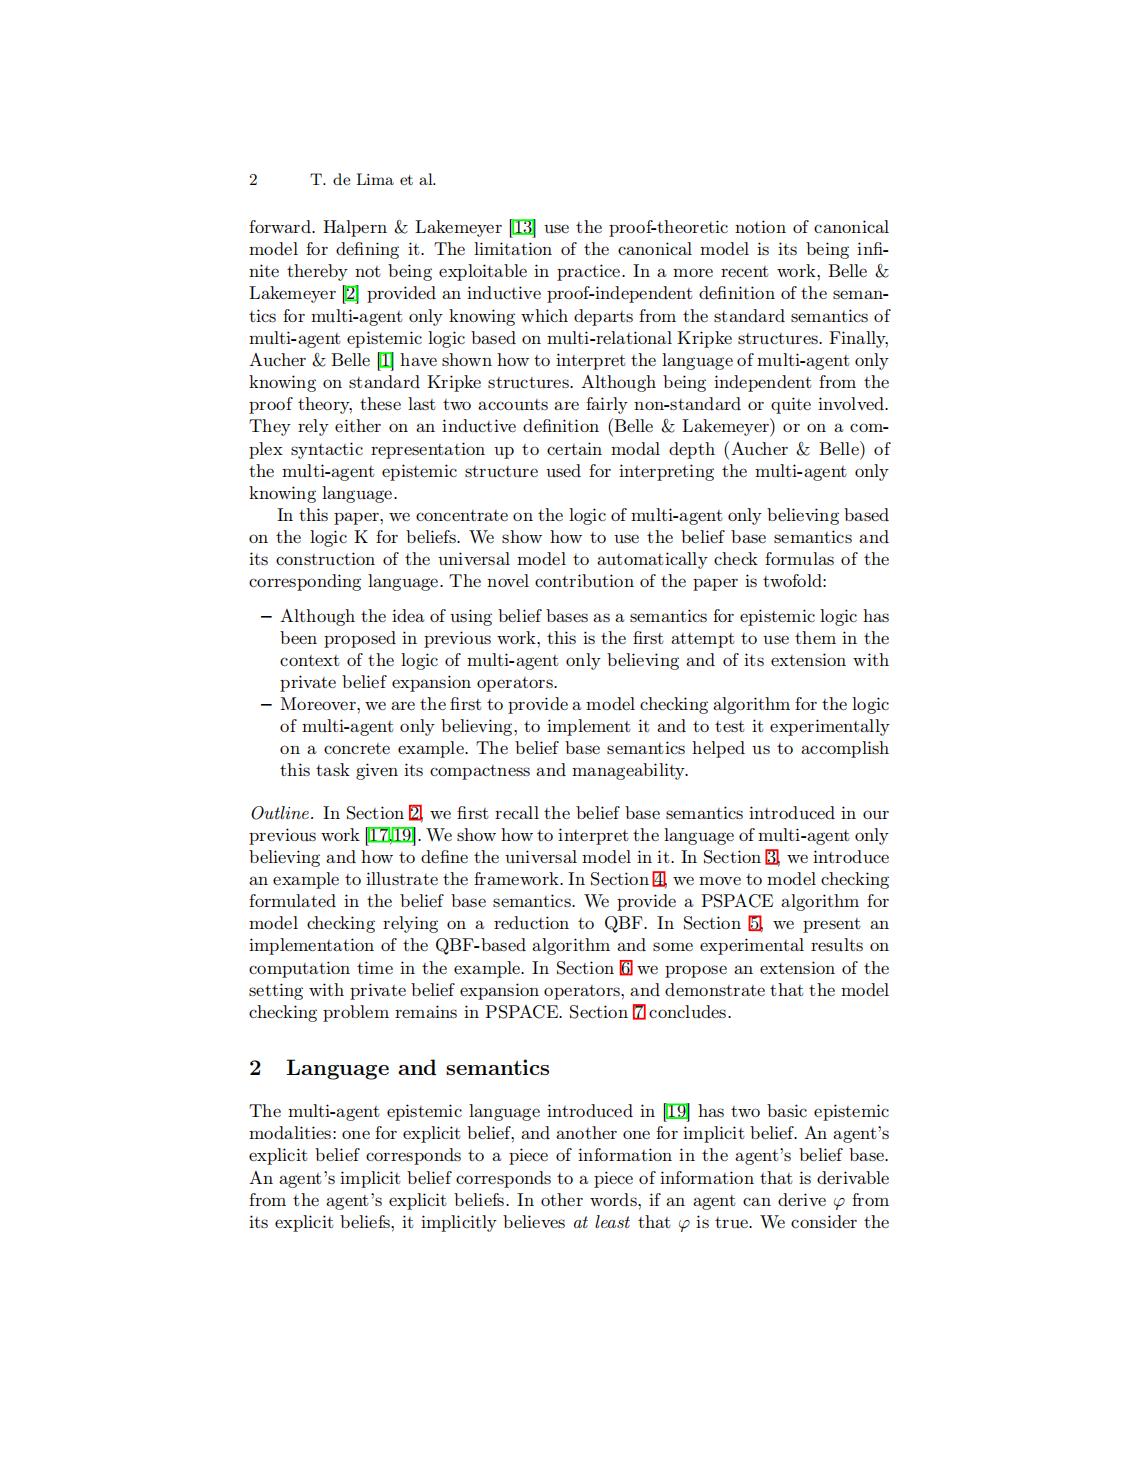 2 T. de Lima et al.
forward. Halpern & Lakemeyer [13] use the proof-theoretic notion of canonical
model for defining it. The limitation of the canonical model is its being infi-
nite thereby not being exploitable in practice. In a more recent work, Belle &
Lakemeyer [2] provided an inductive proof-independent definition of the seman-
tics for multi-agent only knowing which departs from the standard semantics of
multi-agent epistemic logic based on multi-relational Kripke structures. Finally,
Aucher & Belle [1] have shown how to interpret the language of multi-agent only
knowing on standard Kripke structures. Although being independent from the
proof theory, these last two accounts are fairly non-standard or quite involved.
They rely either on an inductive definition (Belle & Lakemeyer) or on a com-
plex syntactic representation up to certain modal depth (Aucher & Belle) of
the multi-agent epistemic structure used for interpreting the multi-agent only
knowing language.
In this paper, we concentrate on the logic of multi-agent only believing based
on the logic K for beliefs. We show how to use the belief base semantics and
its construction of the universal model to automatically check formulas of the
corresponding language. The novel contribution of the paper is twofold:
– Although the idea of using belief bases as a semantics for epistemic logic has
been proposed in previous work, this is the first attempt to use them in the
context of the logic of multi-agent only believing and of its extension with
private belief expansion operators.
– Moreover, we are the first to provide a model checking algorithm for the logic
of multi-agent only believing, to implement it and to test it experimentally
on a concrete example. The belief base semantics helped us to accomplish
this task given its compactness and manageability.
Outline. In Section 2, we first recall the belief base semantics introduced in our
previous work [17,19]. We show how to interpret the language of multi-agent only
believing and how to define the universal model in it. In Section 3, we introduce
an example to illustrate the framework. In Section 4, we move to model checking
formulated in the belief base semantics. We provide a PSPACE algorithm for
model checking relying on a reduction to QBF. In Section 5, we present an
implementation of the QBF-based algorithm and some experimental results on
computation time in the example. In Section 6 we propose an extension of the
setting with private belief expansion operators, and demonstrate that the model
checking problem remains in PSPACE. Section 7 concludes.
2 Language and semantics
The multi-agent epistemic language introduced in [19] has two basic epistemic
modalities: one for explicit belief, and another one for implicit belief. An agent's
explicit belief corresponds to a piece of information in the agent's belief base.
An agent's implicit belief corresponds to a piece of information that is derivable
from the agent's explicit beliefs. In other words, if an agent can derive φ from
its explicit beliefs, it implicitly believes at least that φ is true. We consider the